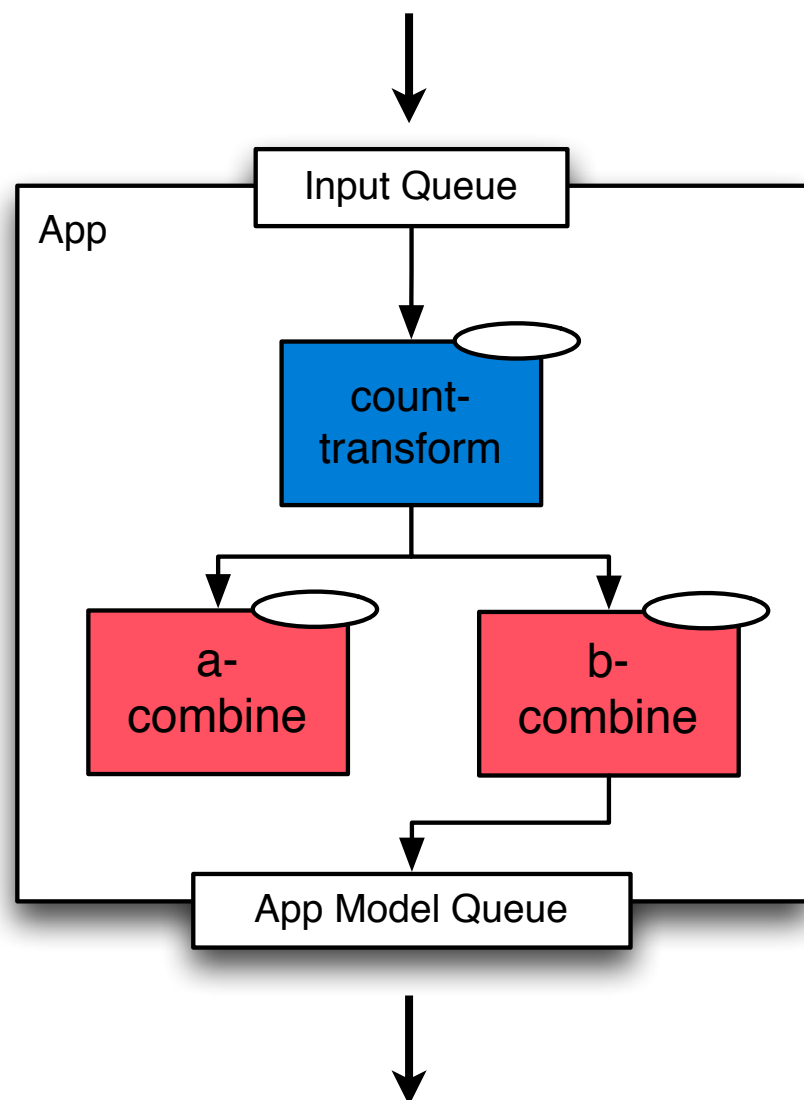 Input Queue
App
count-
transform
a-
combine
b-
combine
App Model Queue